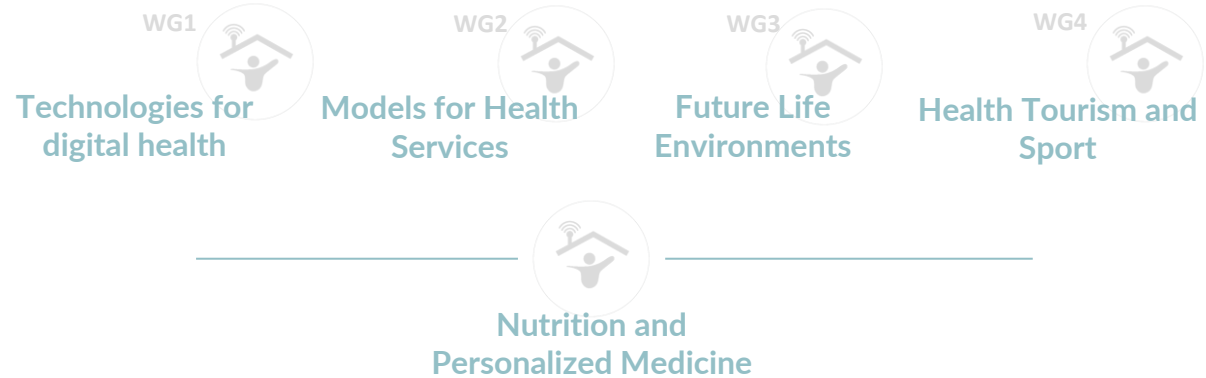 WG1
Technologies for
digital health
WG2
Models for Health
Services
WG3
Future Life
Environments
WG4
Health Tourism and
Sport
Nutrition and
Personalized Medicine